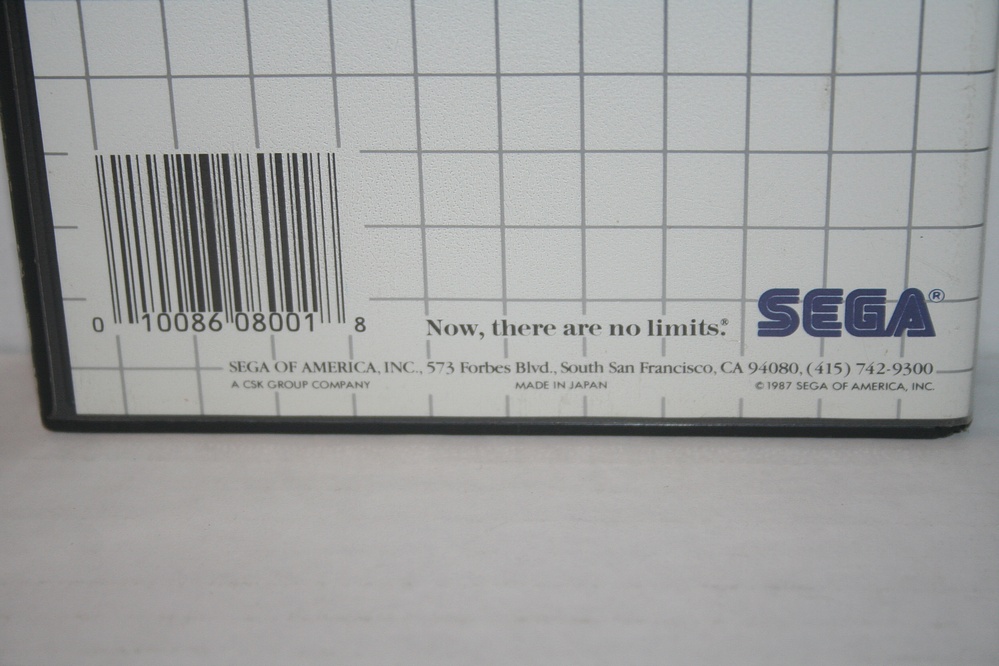 0 10086 08001 8
Now, there are no limits.®
SEGA®
SEGA OF AMERICA, INC., 573 Forbes Blvd., South San Francisco, CA 94080, (415) 742-9300
A CSK GROUP COMPANY MADE IN JAPAN © 1987 SEGA OF AMERICA, INC.